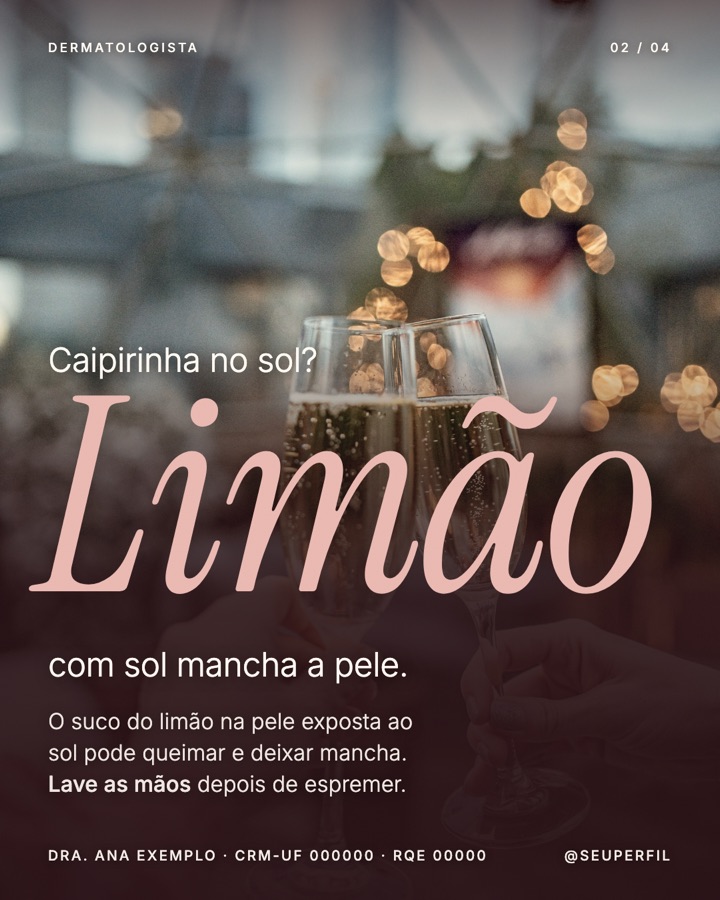 DERMATOLOGISTA
02 / 04
Caipirinha no sol?
Limão
com sol mancha a pele.
O suco do limão na pele exposta ao
sol pode queimar e deixar mancha.
Lave as mãos depois de espremer.
DRA. ANA EXEMPLO · CRM-UF 000000 · RQE 00000
@SEUPERFIL